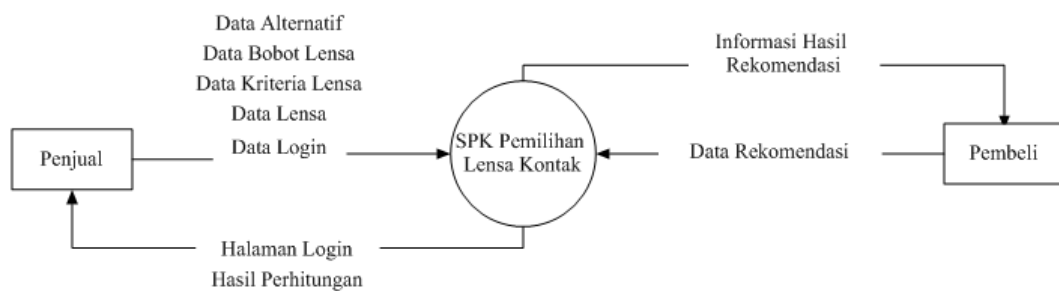 Data Alternatif
Data Bobot Lensa
Data Kriteria Lensa
Data Lensa
Data Login
Penjual
SPK Pemilihan
Lensa Kontak
Informasi Hasil
Rekomendasi
Data Rekomendasi
Pembeli
Halaman Login
Hasil Perhitungan